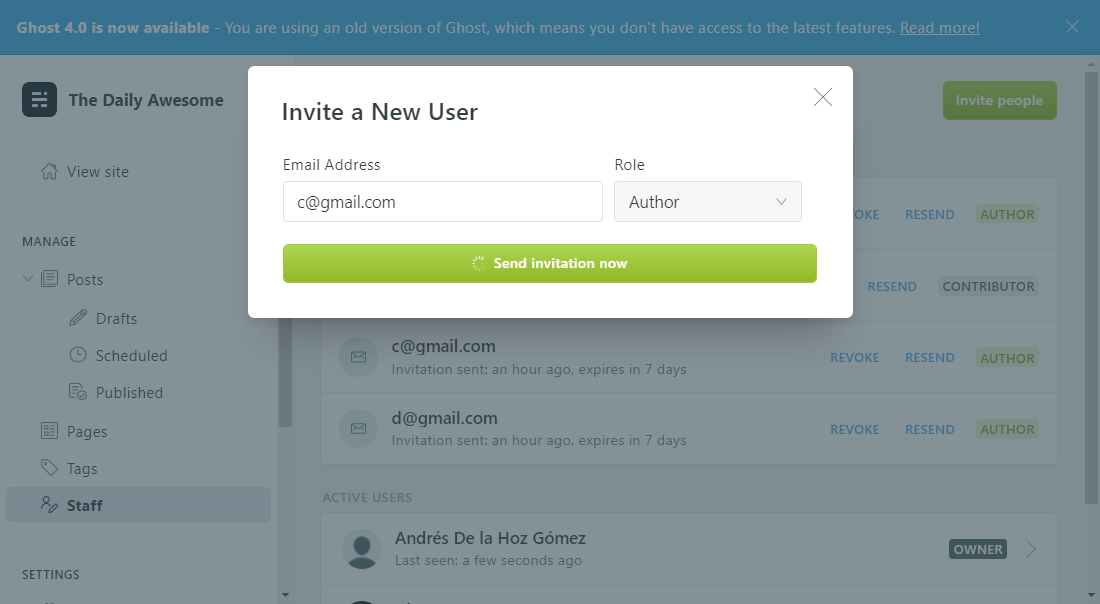 Ghost 4.0 is now available - You are using an old version of Ghost, which means you don't have access to the latest features. Read more!
The Daily Awesome
View site
MANAGE
Posts
Drafts
Scheduled
Published
Pages
Tags
Staff
SETTINGS
Invite people
Invite a New User
Email Address
Role
c@gmail.com
Author
Send invitation now
OKE RESEND AUTHOR
RESEND CONTRIBUTOR
c@gmail.com
Invitation sent: an hour ago, expires in 7 days
REVOKE RESEND AUTHOR
d@gmail.com
Invitation sent: an hour ago, expires in 7 days
REVOKE RESEND AUTHOR
ACTIVE USERS
Andrés De la Hoz Gómez
Last seen: a few seconds ago
OWNER